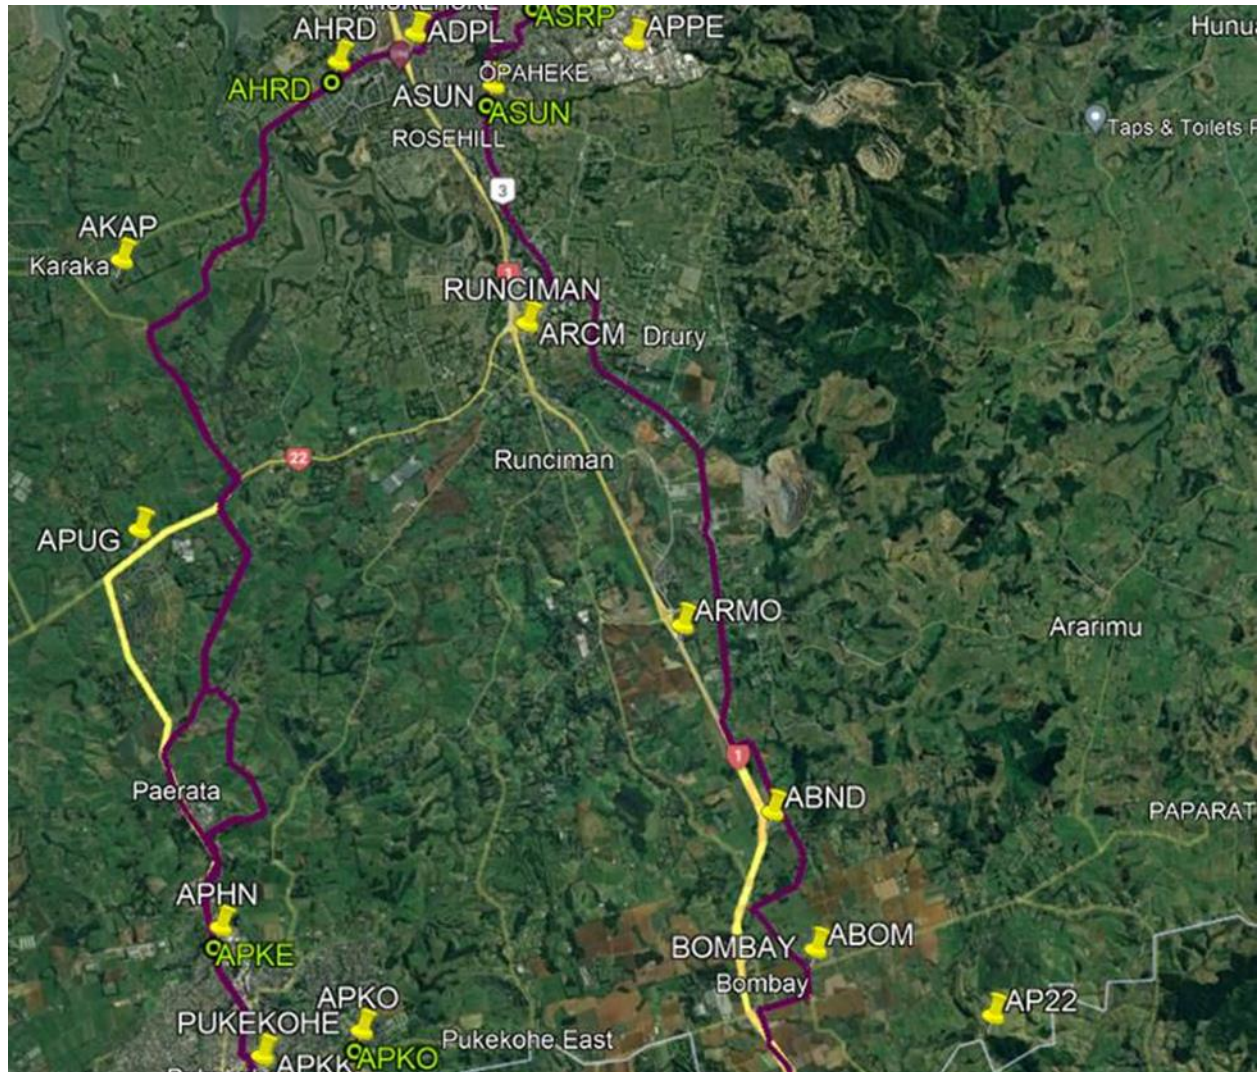 ASRP
AHRD
ADPL
APPE
Hunua
OPAHEKE
AHRD
ASUN
ASUN
Taps & Toilets
ROSEHILL
3
AKAP
Karaka
1
RUNCIMAN
ARCM
Drury
22
Runciman
APUG
ARMO
Ararimu
1
ABND
Paerata
PAPARAT
APHN
APKE
BOMBAY
ABOM
Bombay
APKO
AP22
PUKEKOHE
Pukekohe East
APKK
APKO